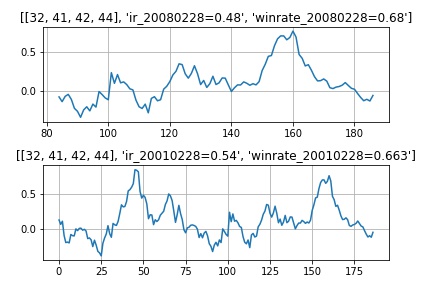 [[32, 41, 42, 44], 'ir_20080228=0.48', 'winrate_20080228=0.68']
0.5
0.0
80 100 120 140 160 180
[[32, 41, 42, 44], 'ir_20010228=0.54', 'winrate_20010228=0.663']
0.5
0.0
0 25 50 75 100 125 150 175